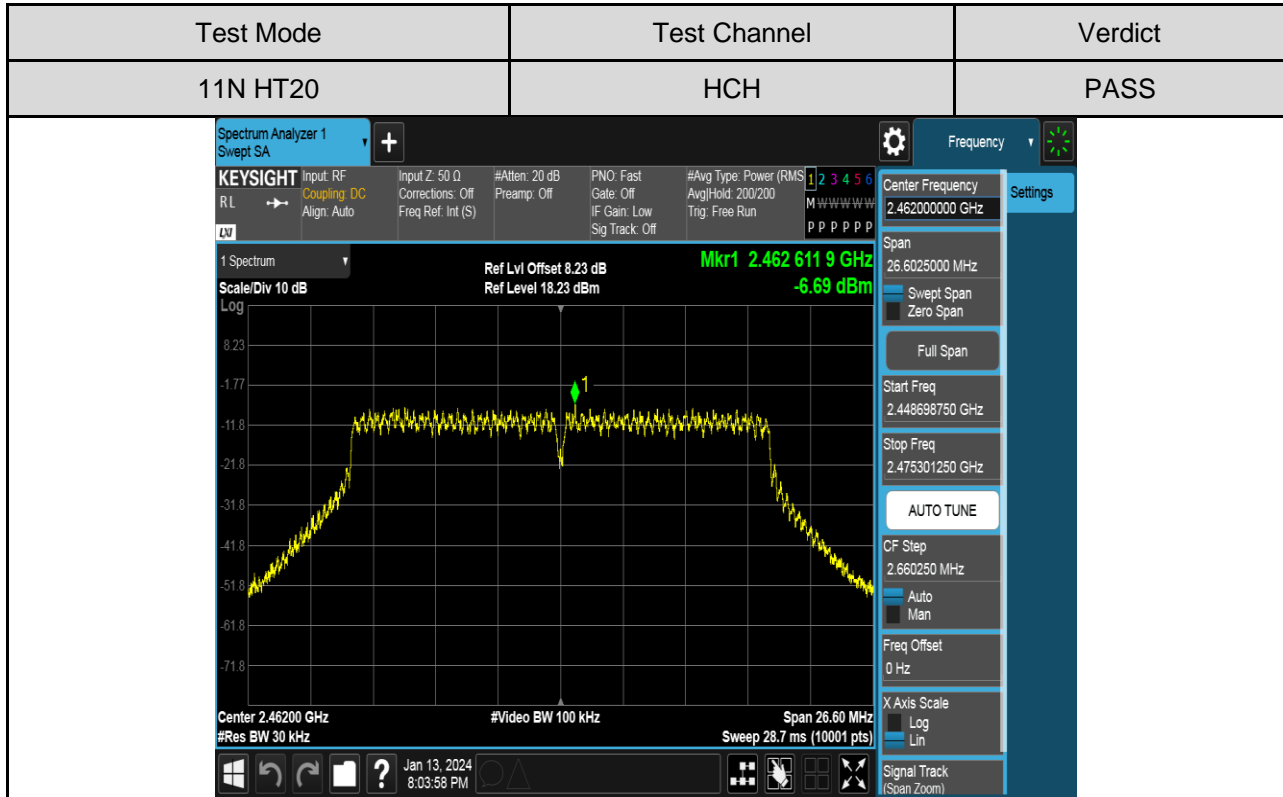 Test Mode Test Channel Verdict
11N HT20 HCH PASS
Spectrum Analyzer 1
Swept SA
+
Frequency
KEYSIGHT
RL
LXI
Input: RF
Coupling: DC
Align: Auto
Input Z: 50 Ω
Corrections: Off
Freq Ref: Int (S)
#Atten: 20 dB
Preamp: Off
PNO: Fast
Gate: Off
IF Gain: Low
Sig Track: Off
#Avg Type: Power (RMS
Avg|Hold: 200/200
Trig: Free Run
1 2 3 4 5 6
M W W W W W
P P P P P P
1 Spectrum
Scale/Div 10 dB
Log
Ref Lvl Offset 8.23 dB
Ref Level 18.23 dBm
Mkr1 2.462 611 9 GHz
-6.69 dBm
1
8.23
-1.77
-11.8
-21.8
-31.8
-41.8
-51.8
-61.8
-71.8
Center 2.46200 GHz
#Res BW 30 kHz
#Video BW 100 kHz
Span 26.60 MHz
Sweep 28.7 ms (10001 pts)
Center Frequency
2.462000000 GHz
Settings
Span
26.6025000 MHz
Swept Span
Zero Span
Full Span
Start Freq
2.448698750 GHz
Stop Freq
2.475301250 GHz
AUTO TUNE
CF Step
2.660250 MHz
Auto
Man
Freq Offset
0 Hz
X Axis Scale
Log
Lin
Signal Track
(Span Zoom)
?
Jan 13, 2024
8:03:58 PM